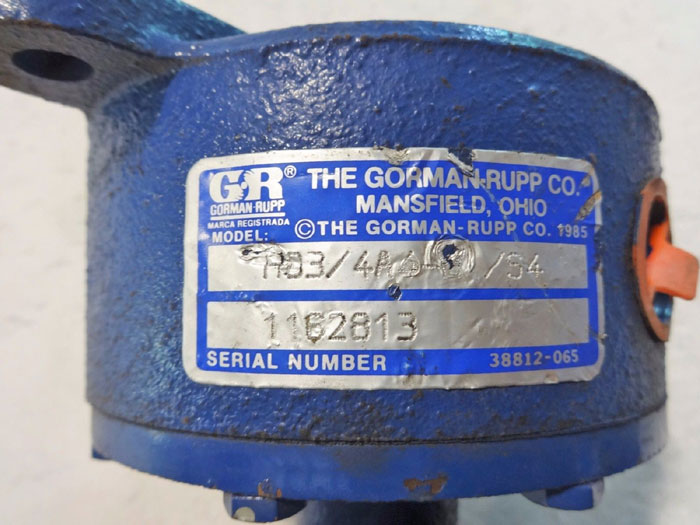 GR® THE GORMAN-RUPP CO.
GORMAN-RUPP MANSFIELD, OHIO
MARCA REGISTRADA
MODEL: © THE GORMAN-RUPP CO. 1985
/S4
1162813
SERIAL NUMBER 38812-065